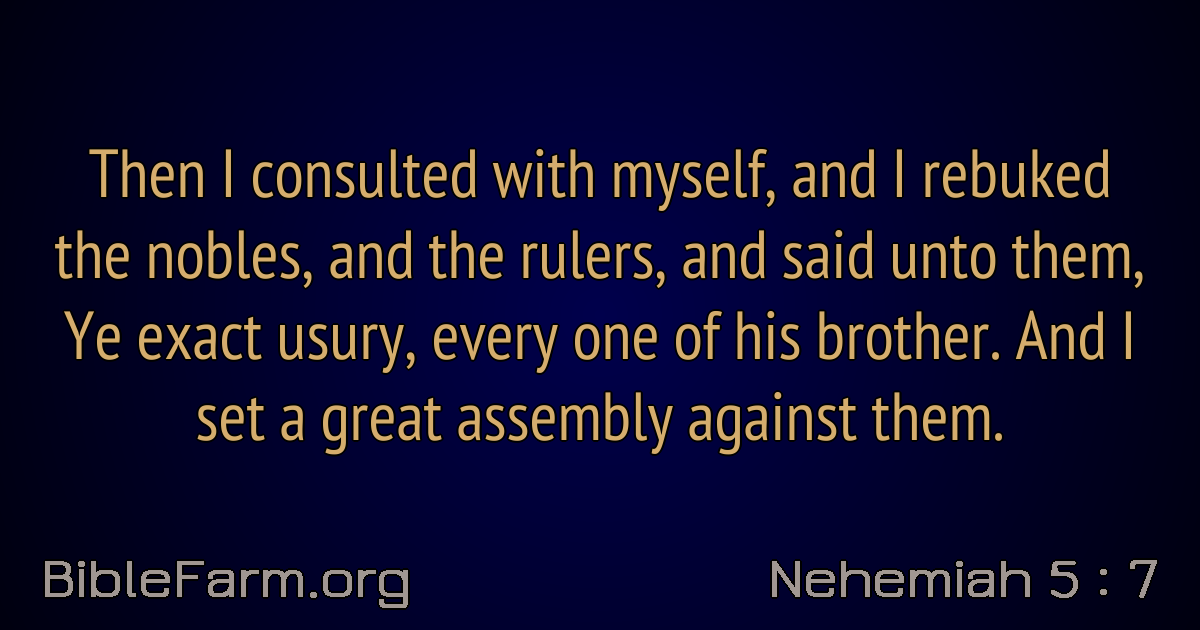 Then I consulted with myself, and I rebuked
the nobles, and the rulers, and said unto them,
Ye exact usury, every one of his brother. And I
set a great assembly against them.
BibleFarm.org
Nehemiah 5 : 7